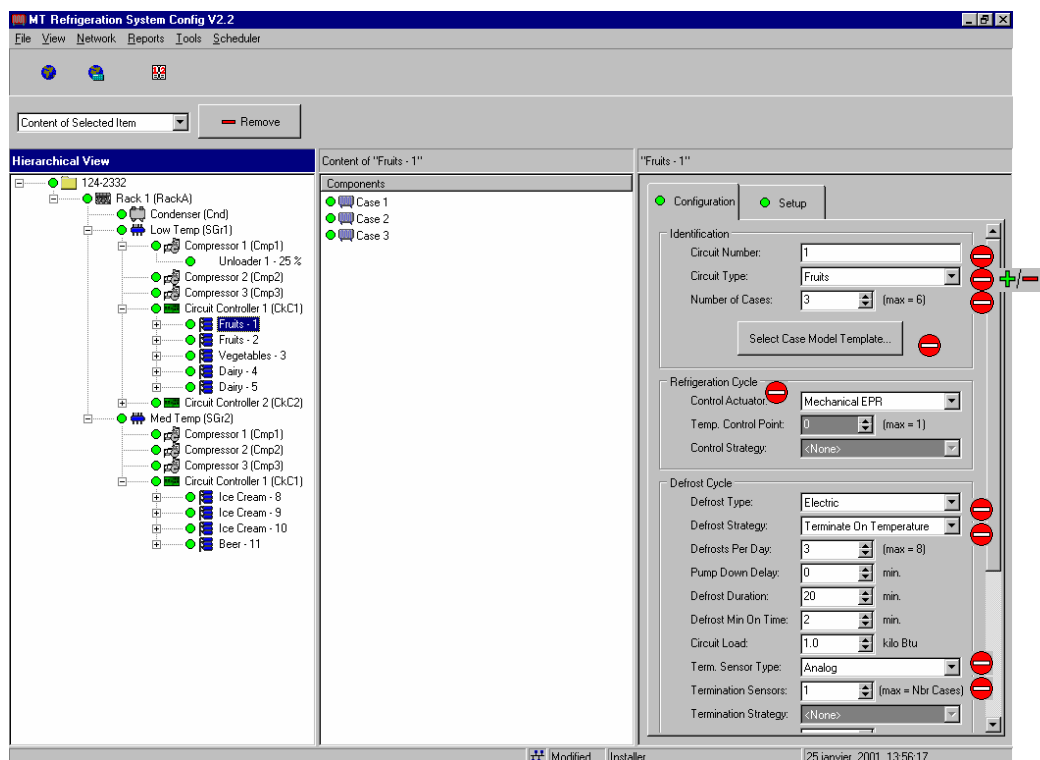 MT Refrigeration System Config V2.2
File View Network Reports Tools Scheduler
Content of Selected Item
Remove
Hierarchical View
124-2332
Rack 1 (RackA)
Condenser (Cnd)
Low Temp (SGr1)
Compressor 1 (Cmp1)
Unloader 1 - 25 %
Compressor 2 (Cmp2)
Compressor 3 (Cmp3)
Circuit Controller 1 (CkC1)
Fruits - 1
Fruits - 2
Vegetables - 3
Dairy - 4
Dairy - 5
Circuit Controller 2 (CkC2)
Med Temp (SGr2)
Compressor 1 (Cmp1)
Compressor 2 (Cmp2)
Compressor 3 (Cmp3)
Circuit Controller 1 (CkC1)
Ice Cream - 8
Ice Cream - 9
Ice Cream - 10
Beer - 11
Content of "Fruits - 1"
Components
Case 1
Case 2
Case 3
"Fruits - 1"
Configuration Setup
Identification
Circuit Number: 1
Circuit Type: Fruits
Number of Cases: 3 (max = 6)
Select Case Model Template...
Refrigeration Cycle
Control Actuator: Mechanical EPR
Temp. Control Point: 0 (max = 1)
Control Strategy: <None>
Defrost Cycle
Defrost Type: Electric
Defrost Strategy: Terminate On Temperature
Defrosts Per Day: 3 (max = 8)
Pump Down Delay: 0 min.
Defrost Duration: 20 min.
Defrost Min On Time: 2 min.
Circuit Load: 1.0 kilo Btu
Term. Sensor Type: Analog
Termination Sensors: 1 (max = Nbr Cases)
Termination Strategy: <None>
Modified Installer 25 janvier, 2001 13:56:17